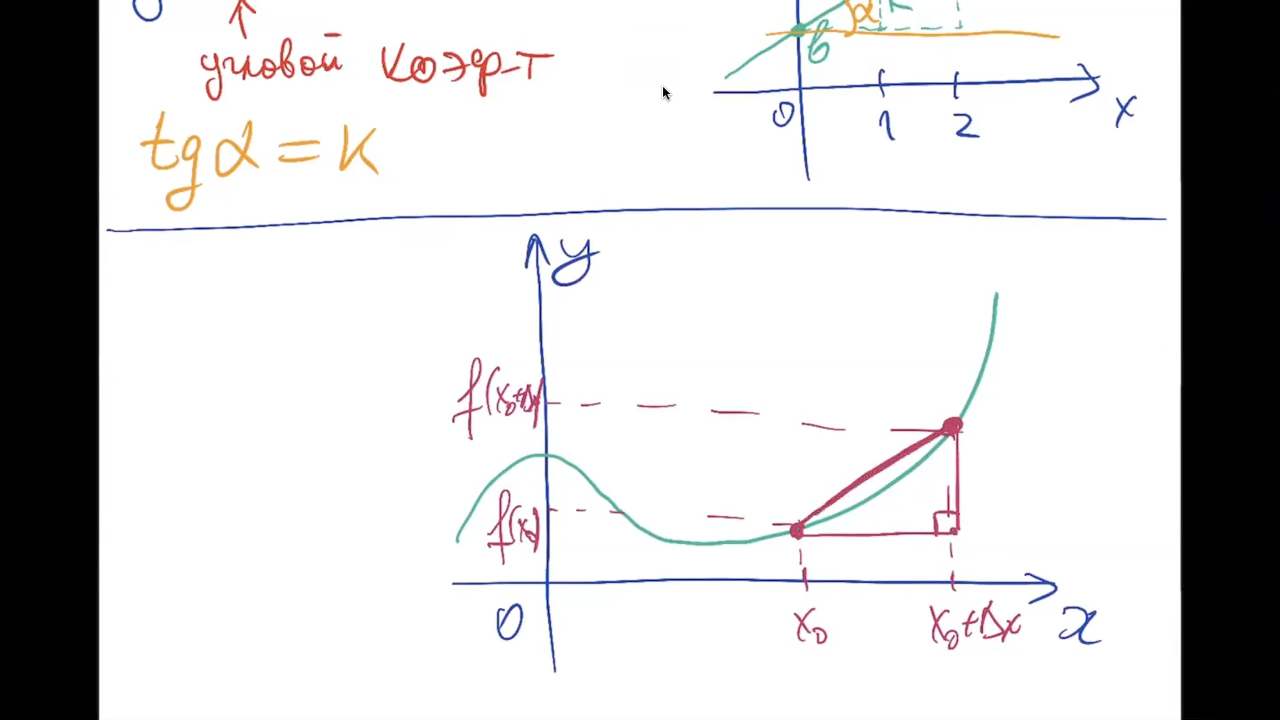 угловой коэф-т
tgα = k
α
b
0
1
2
x
y
f(x₀+Δx)
f(x₀)
0
x₀
x₀+Δx
x